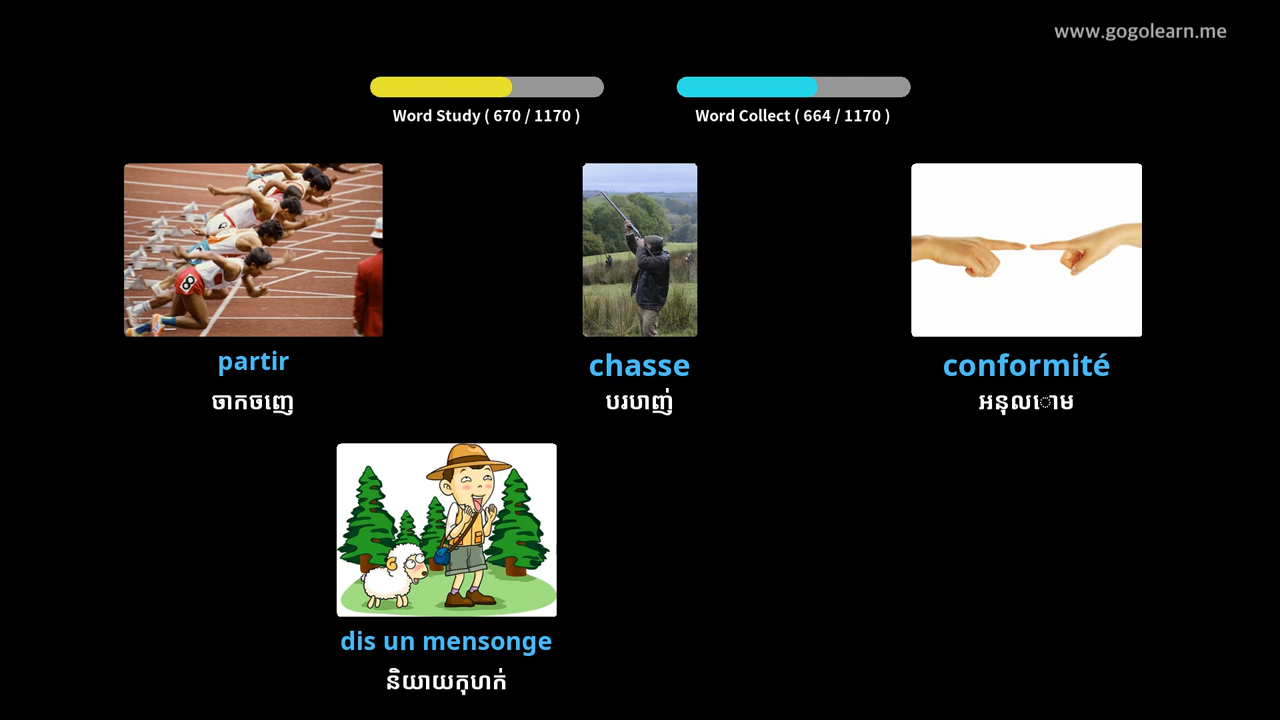 www.gogolearn.me
Word Study ( 670 / 1170 )
Word Collect ( 664 / 1170 )
partir
ចាកចេញ
chasse
បរបាញ់
conformité
អនុលោម
dis un mensonge
និយាយកុហក់
8